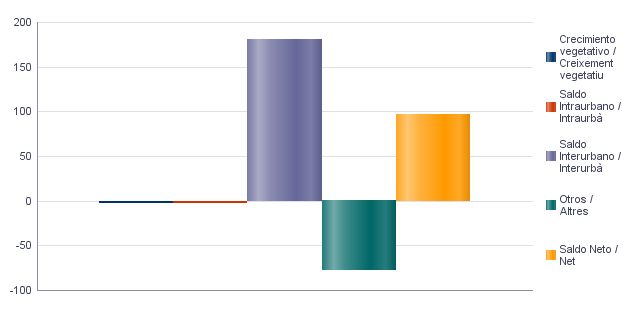 200
150
100
50
0
-50
-100
Crecimiento
vegetativo /
Creixement
vegetatiu
Saldo
Intraurbano /
Intraurbà
Saldo
Interurbano /
Interurbà
Otros /
Altres
Saldo Neto /
Net